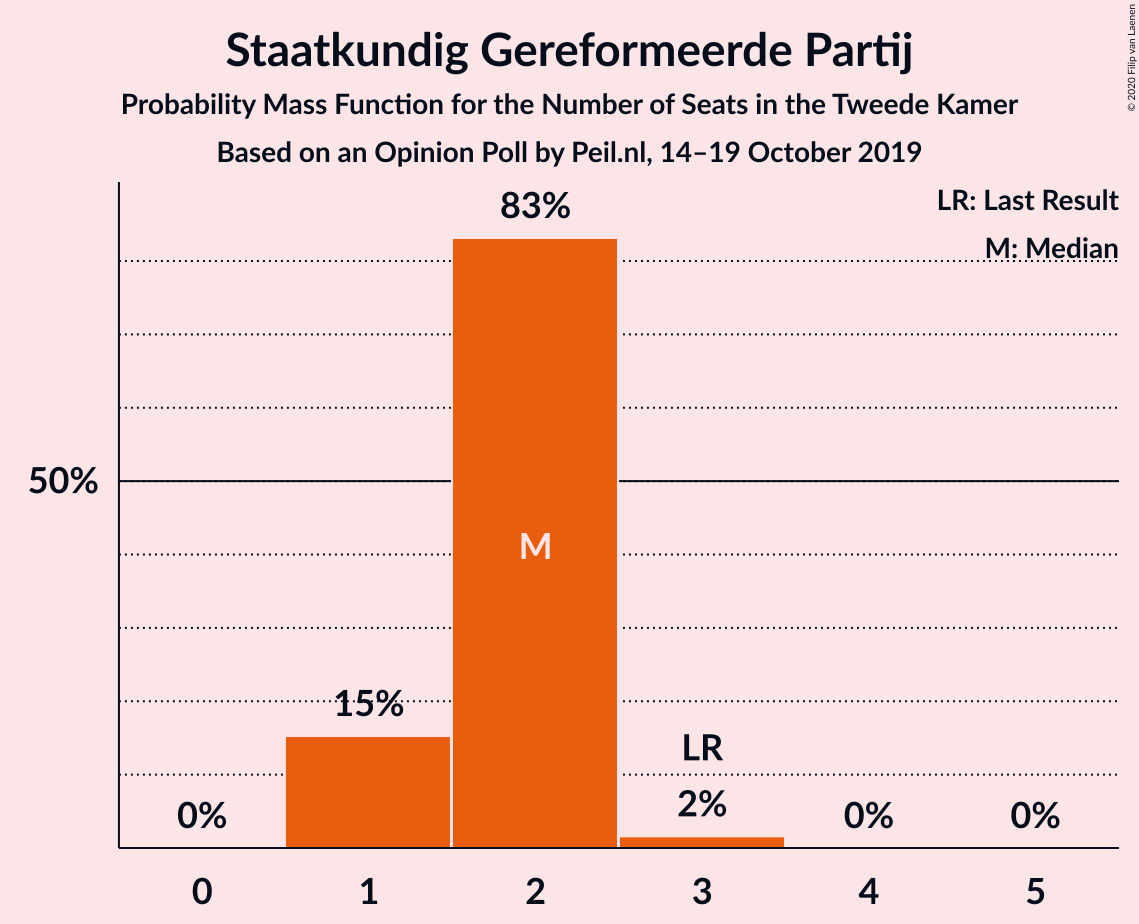 Staatkundig Gereformeerde Partij
Probability Mass Function for the Number of Seats in the Tweede Kamer
Based on an Opinion Poll by Peil.nl, 14–19 October 2019
© 2020 Filip van Laenen
LR: Last Result
M: Median
83%
50%
M
15%
LR
0%
2%
0%
0%
0
1
2
3
4
5